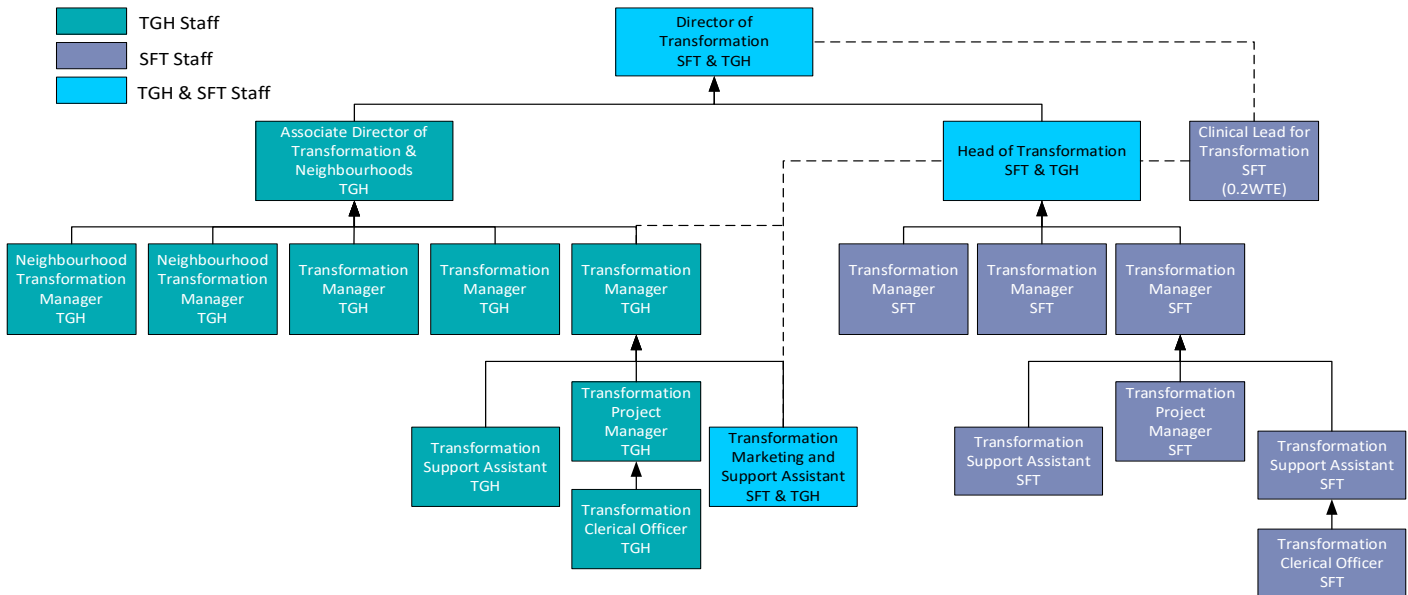 TGH Staff
SFT Staff
TGH & SFT Staff
Director of
Transformation
SFT & TGH
Associate Director of
Transformation &
Neighbourhoods
TGH
Head of Transformation
SFT & TGH
Clinical Lead for
Transformation
SFT
(0.2WTE)
Neighbourhood
Transformation
Manager
TGH
Neighbourhood
Transformation
Manager
TGH
Transformation
Manager
TGH
Transformation
Manager
TGH
Transformation
Manager
TGH
Transformation
Manager
SFT
Transformation
Manager
SFT
Transformation
Manager
SFT
Transformation
Support Assistant
TGH
Transformation
Project
Manager
TGH
Transformation
Marketing and
Support Assistant
SFT & TGH
Transformation
Support Assistant
SFT
Transformation
Project
Manager
SFT
Transformation
Support Assistant
SFT
Transformation
Clerical Officer
TGH
Transformation
Clerical Officer
SFT